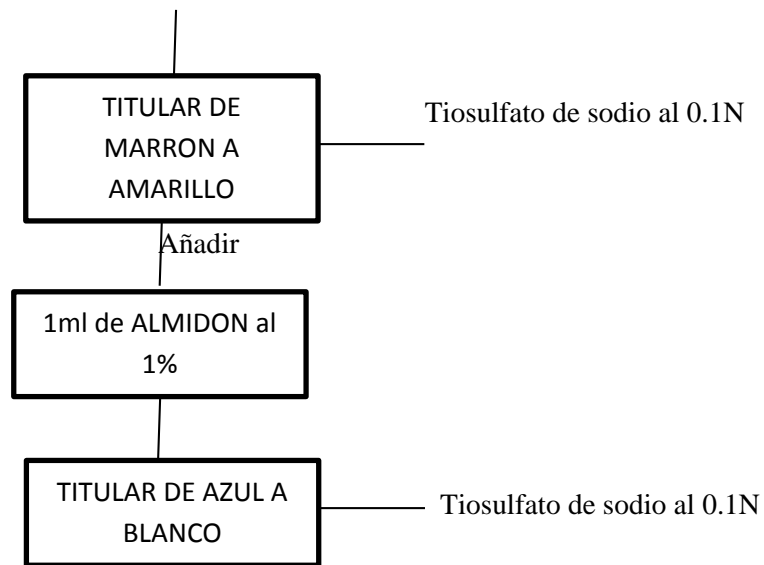 TITULAR DE
MARRON A
AMARILLO
Tiosulfato de sodio al 0.1N
Añadir
1ml de ALMIDON al
1%
TITULAR DE AZUL A
BLANCO
Tiosulfato de sodio al 0.1N